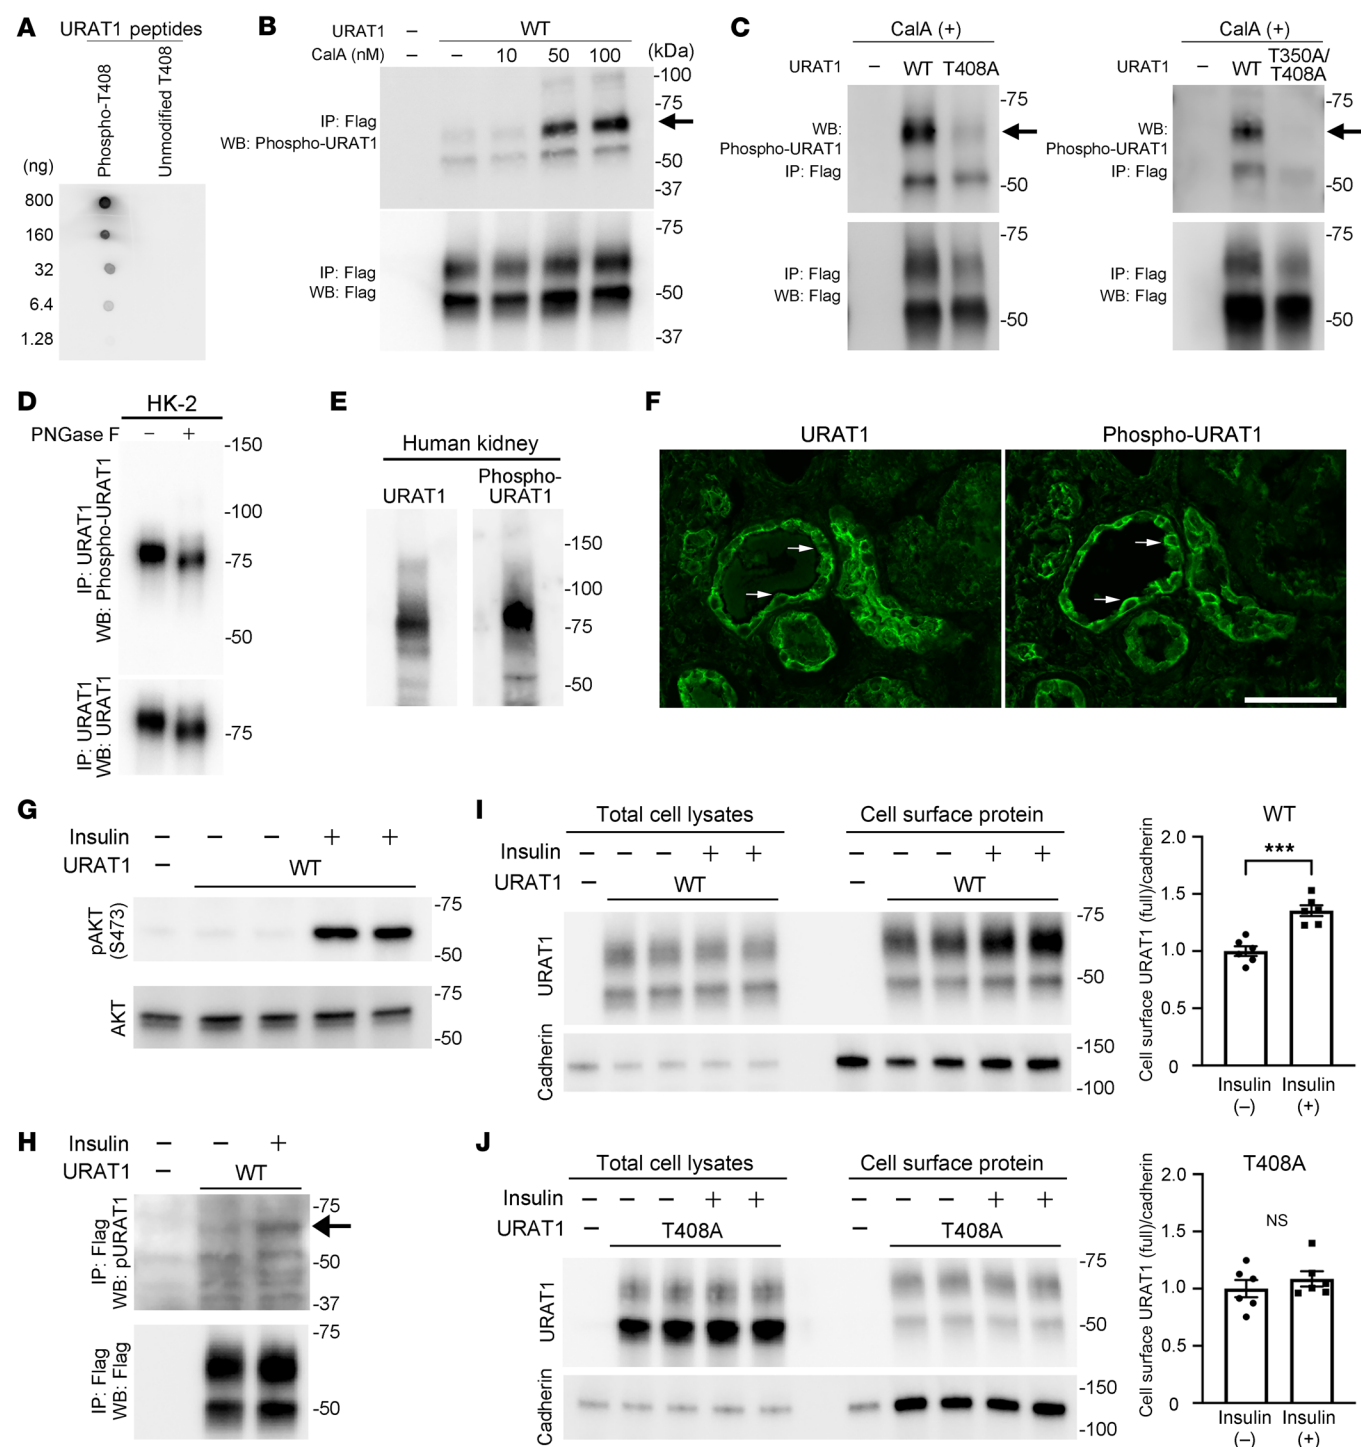 A
URAT1 peptides
Phospho-T408
Unmodified T408
(ng)
800
160
32
6.4
1.28
B
URAT1
–
WT
CalA (nM)
–
–
10
50
100
(kDa)
-100
IP: Flag
WB: Phospho-URAT1
-75
-50
-37
IP: Flag
WB: Flag
-75
-50
-37
C
CalA (+)
URAT1
–
WT
T408A
WB:
Phospho-URAT1
IP: Flag
-75
-50
IP: Flag
WB: Flag
-75
-50
CalA (+)
URAT1
–
WT
T350A/
T408A
WB:
Phospho-URAT1
IP: Flag
-75
-50
IP: Flag
WB: Flag
-75
-50
D
HK-2
PNGase F
–
+
IP: URAT1
WB: Phospho-URAT1
-150
-100
-75
-50
IP: URAT1
WB: URAT1
-75
E
Human kidney
URAT1
Phospho-
URAT1
-150
-100
-75
-50
F
URAT1
Phospho-URAT1
G
Insulin
– – – + +
URAT1
–
WT
pAKT
(S473)
-75
-50
AKT
-75
-50
H
Insulin
– – +
URAT1
–
WT
IP: Flag
WB: pURAT1
-75
-50
-37
IP: Flag
WB: Flag
-75
-50
I
Total cell lysates
Cell surface protein
Insulin
– – – + +
– – – + +
URAT1
–
WT
–
WT
URAT1
-75
-50
Cadherin
-150
-100
WT
Cell surface URAT1 (full)/cadherin
2.0
1.5
1.0
0.5
0
***
Insulin
(–)
Insulin
(+)
J
Total cell lysates
Cell surface protein
Insulin
– – – + +
– – – + +
URAT1
–
T408A
–
T408A
URAT1
-75
-50
Cadherin
-150
-100
T408A
Cell surface URAT1 (full)/cadherin
2.0
1.5
1.0
0.5
0
NS
Insulin
(–)
Insulin
(+)